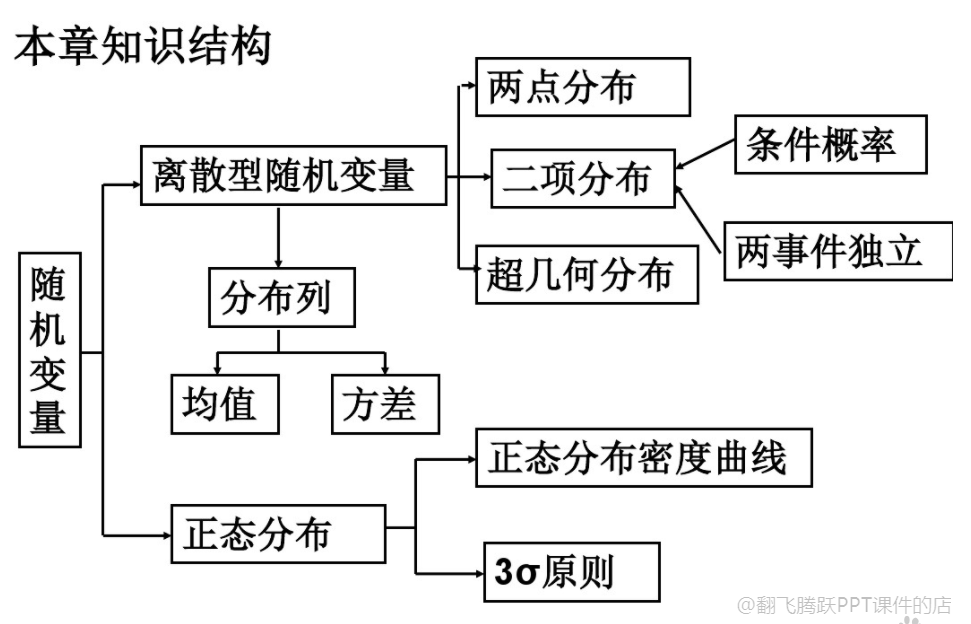 本章知识结构
两点分布
条件概率
离散型随机变量
二项分布
两事件独立
随机变量
超几何分布
分布列
均值
方差
正态分布密度曲线
正态分布
3σ原则
@翻飞腾跃PPT课件的店